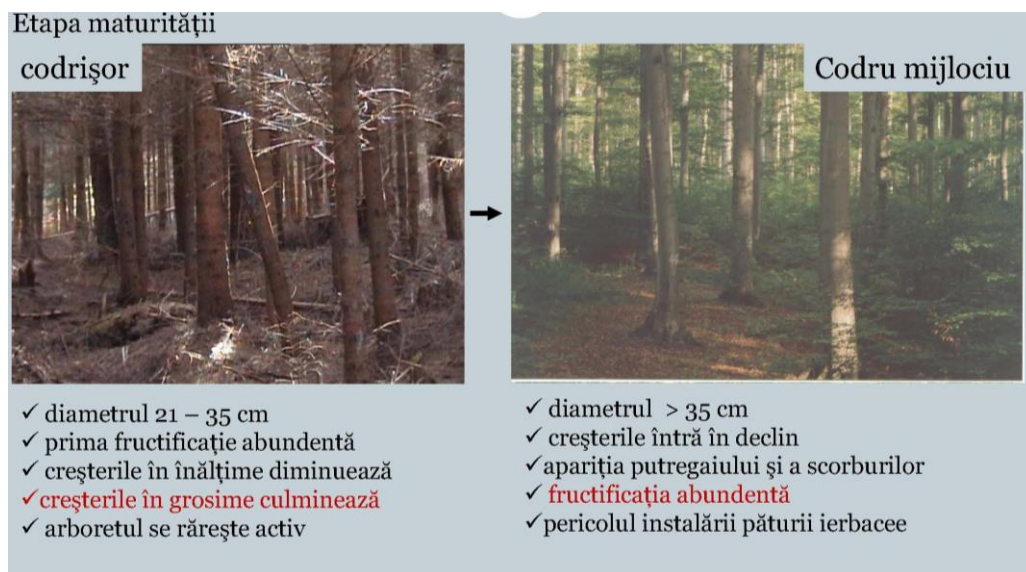 Etapa maturității
codrişor
Codru mijlociu
✓ diametrul 21 – 35 cm
✓ prima fructificație abundentă
✓ creşterile în înălțime diminuează
✓ creşterile în grosime culminează
✓ arboretul se răreşte activ
✓ diametrul > 35 cm
✓ creşterile întră în declin
✓ apariția putregaiului şi a scorburilor
✓ fructificația abundentă
✓ pericolul instalării păturii ierbacee